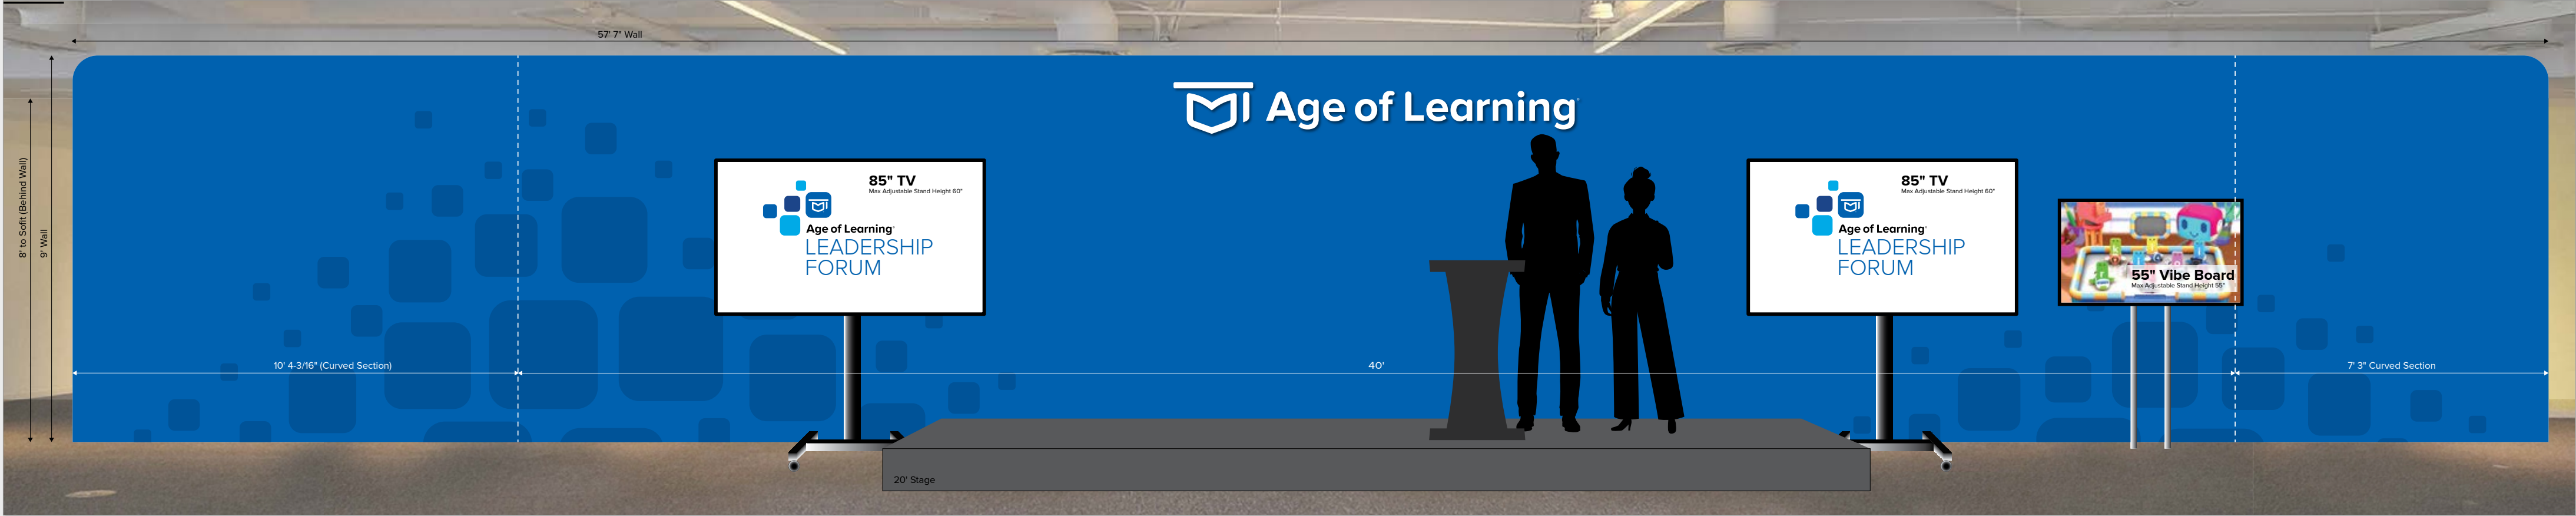 57' 7" Wall
8' to Sofit (Behind Wall)
9' Wall
Age of Learning
85" TV
Max Adjustable Stand Height 60"
Age of Learning
LEADERSHIP
FORUM
85" TV
Max Adjustable Stand Height 60"
Age of Learning
LEADERSHIP
FORUM
55" Vibe Board
Max Adjustable Stand Height 55"
10' 4-3/16" (Curved Section)
40'
7' 3" Curved Section
20' Stage